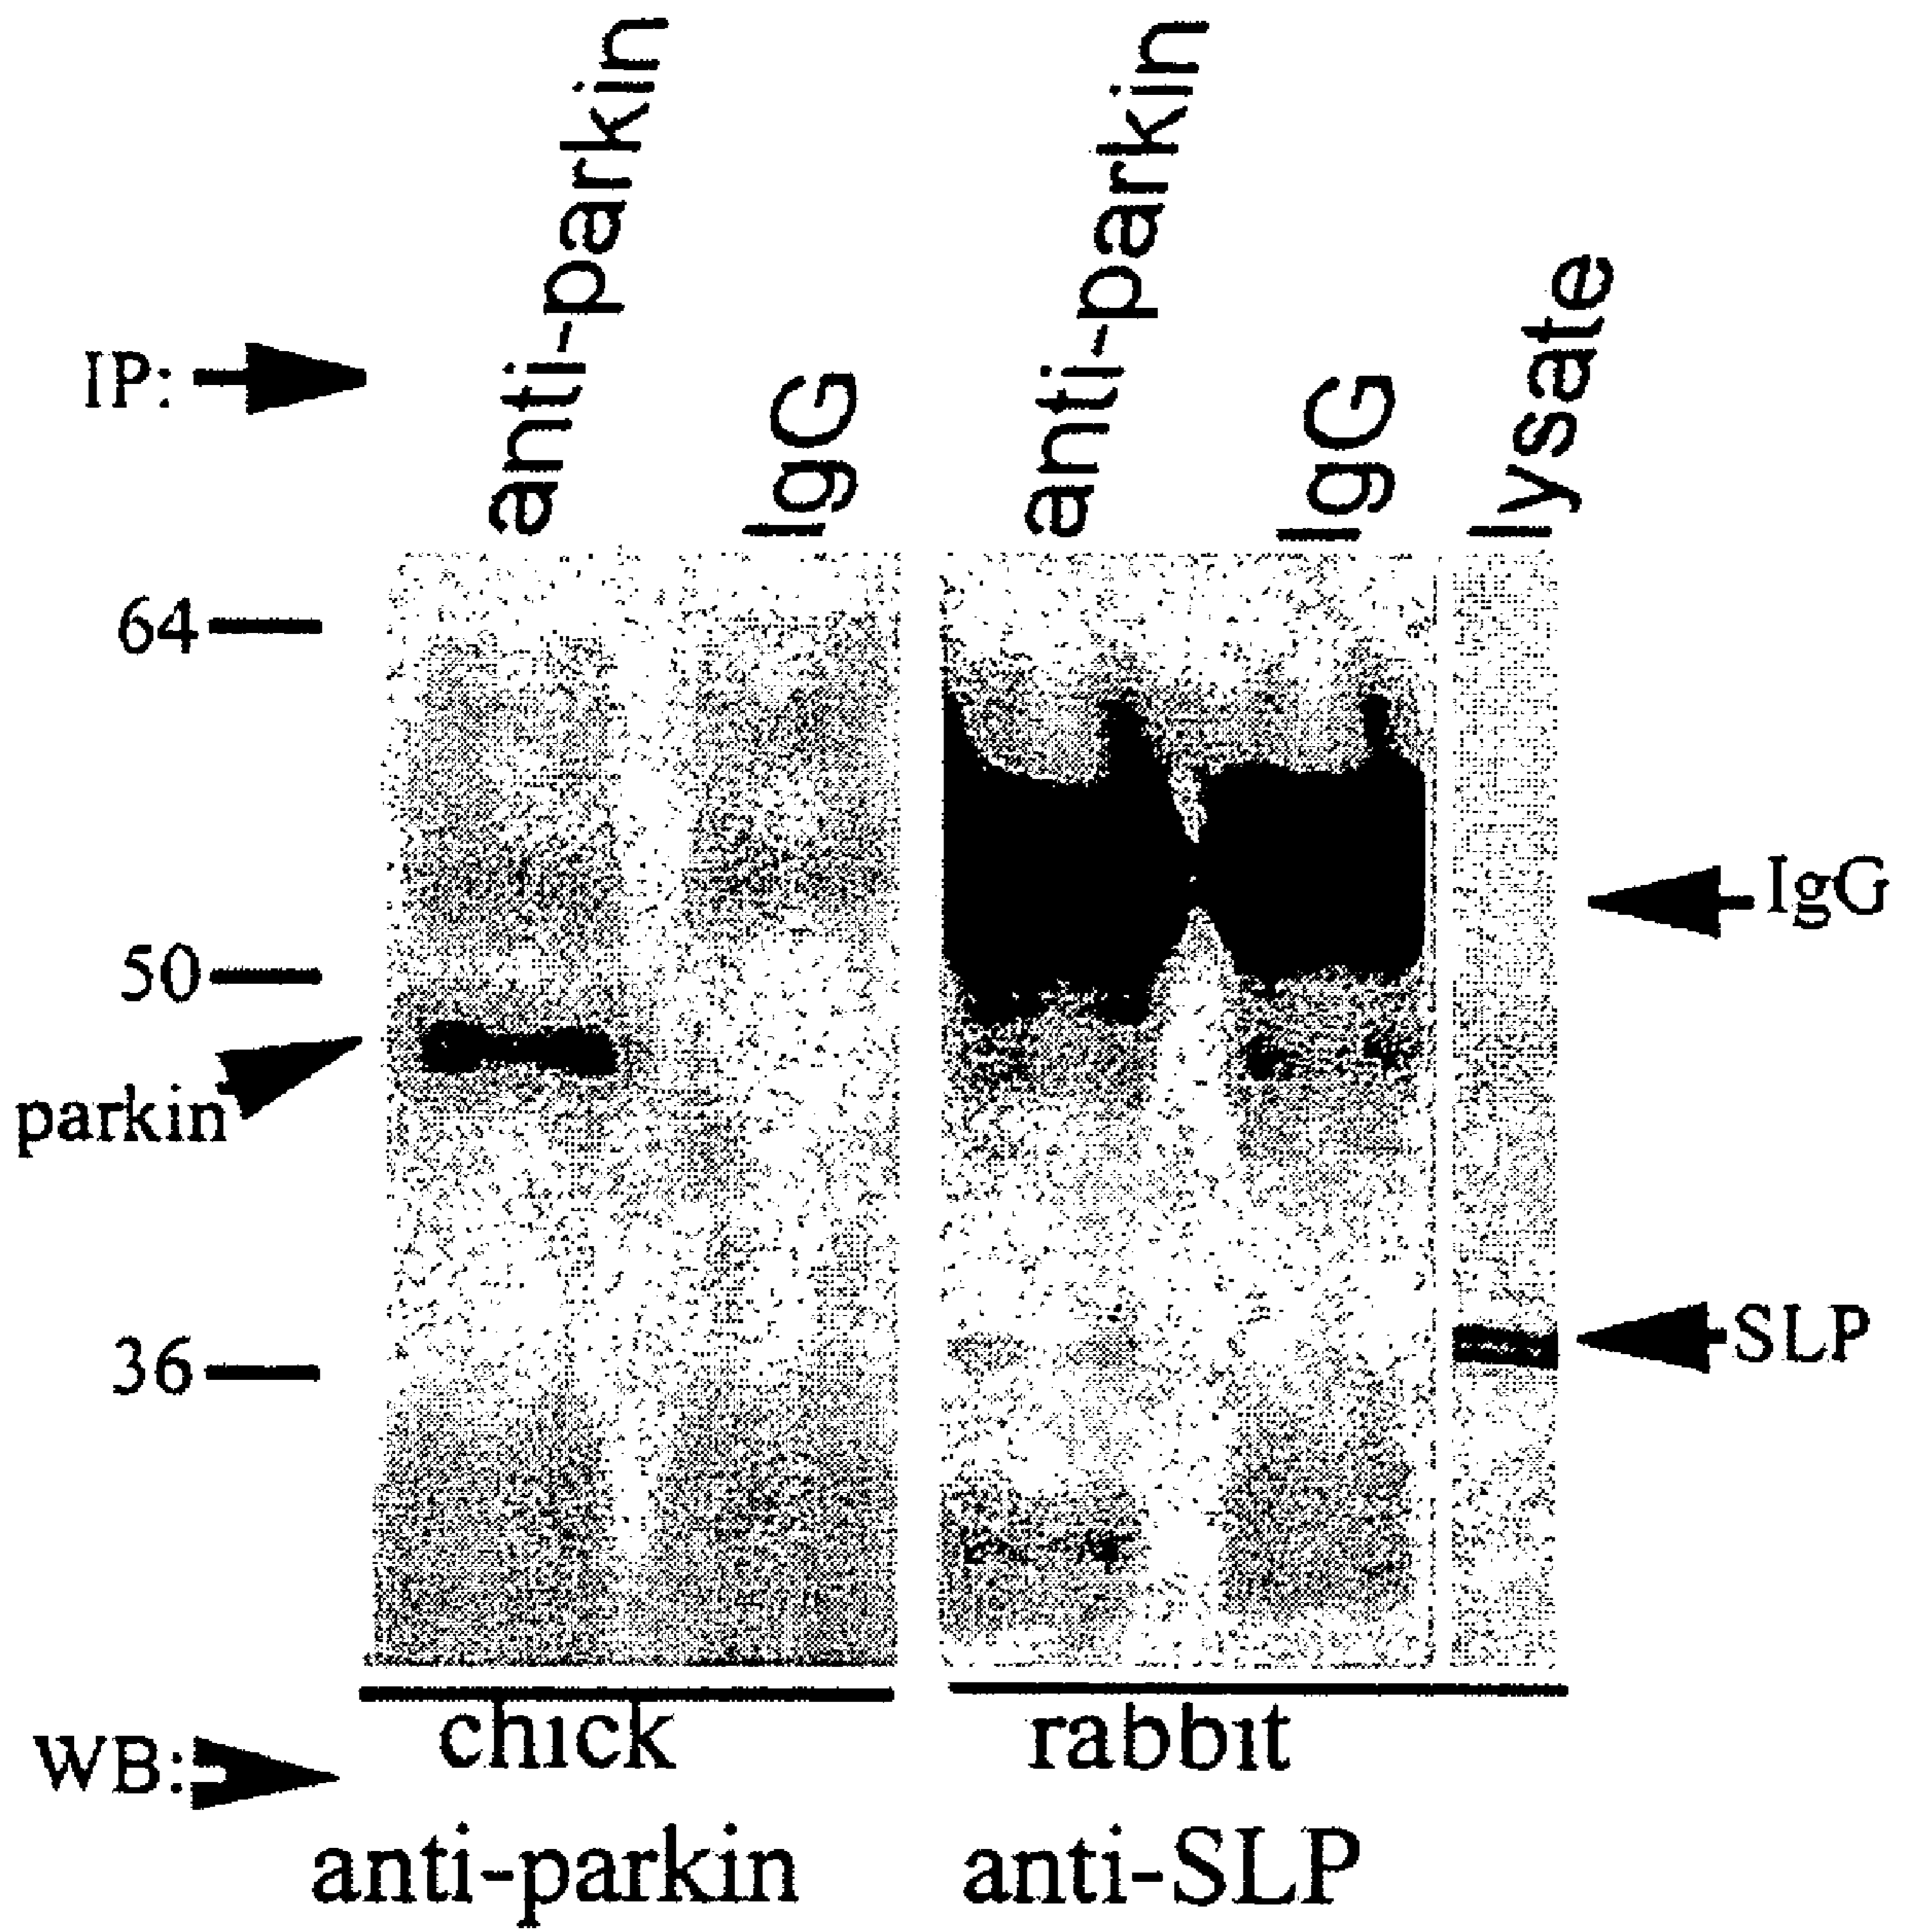 IP:
anti-parkin
IgG
anti-parkin
IgG
lysate
64
50
parkin
36
IgG
SLP
WB:
chick
anti-parkin
rabbit
anti-SLP